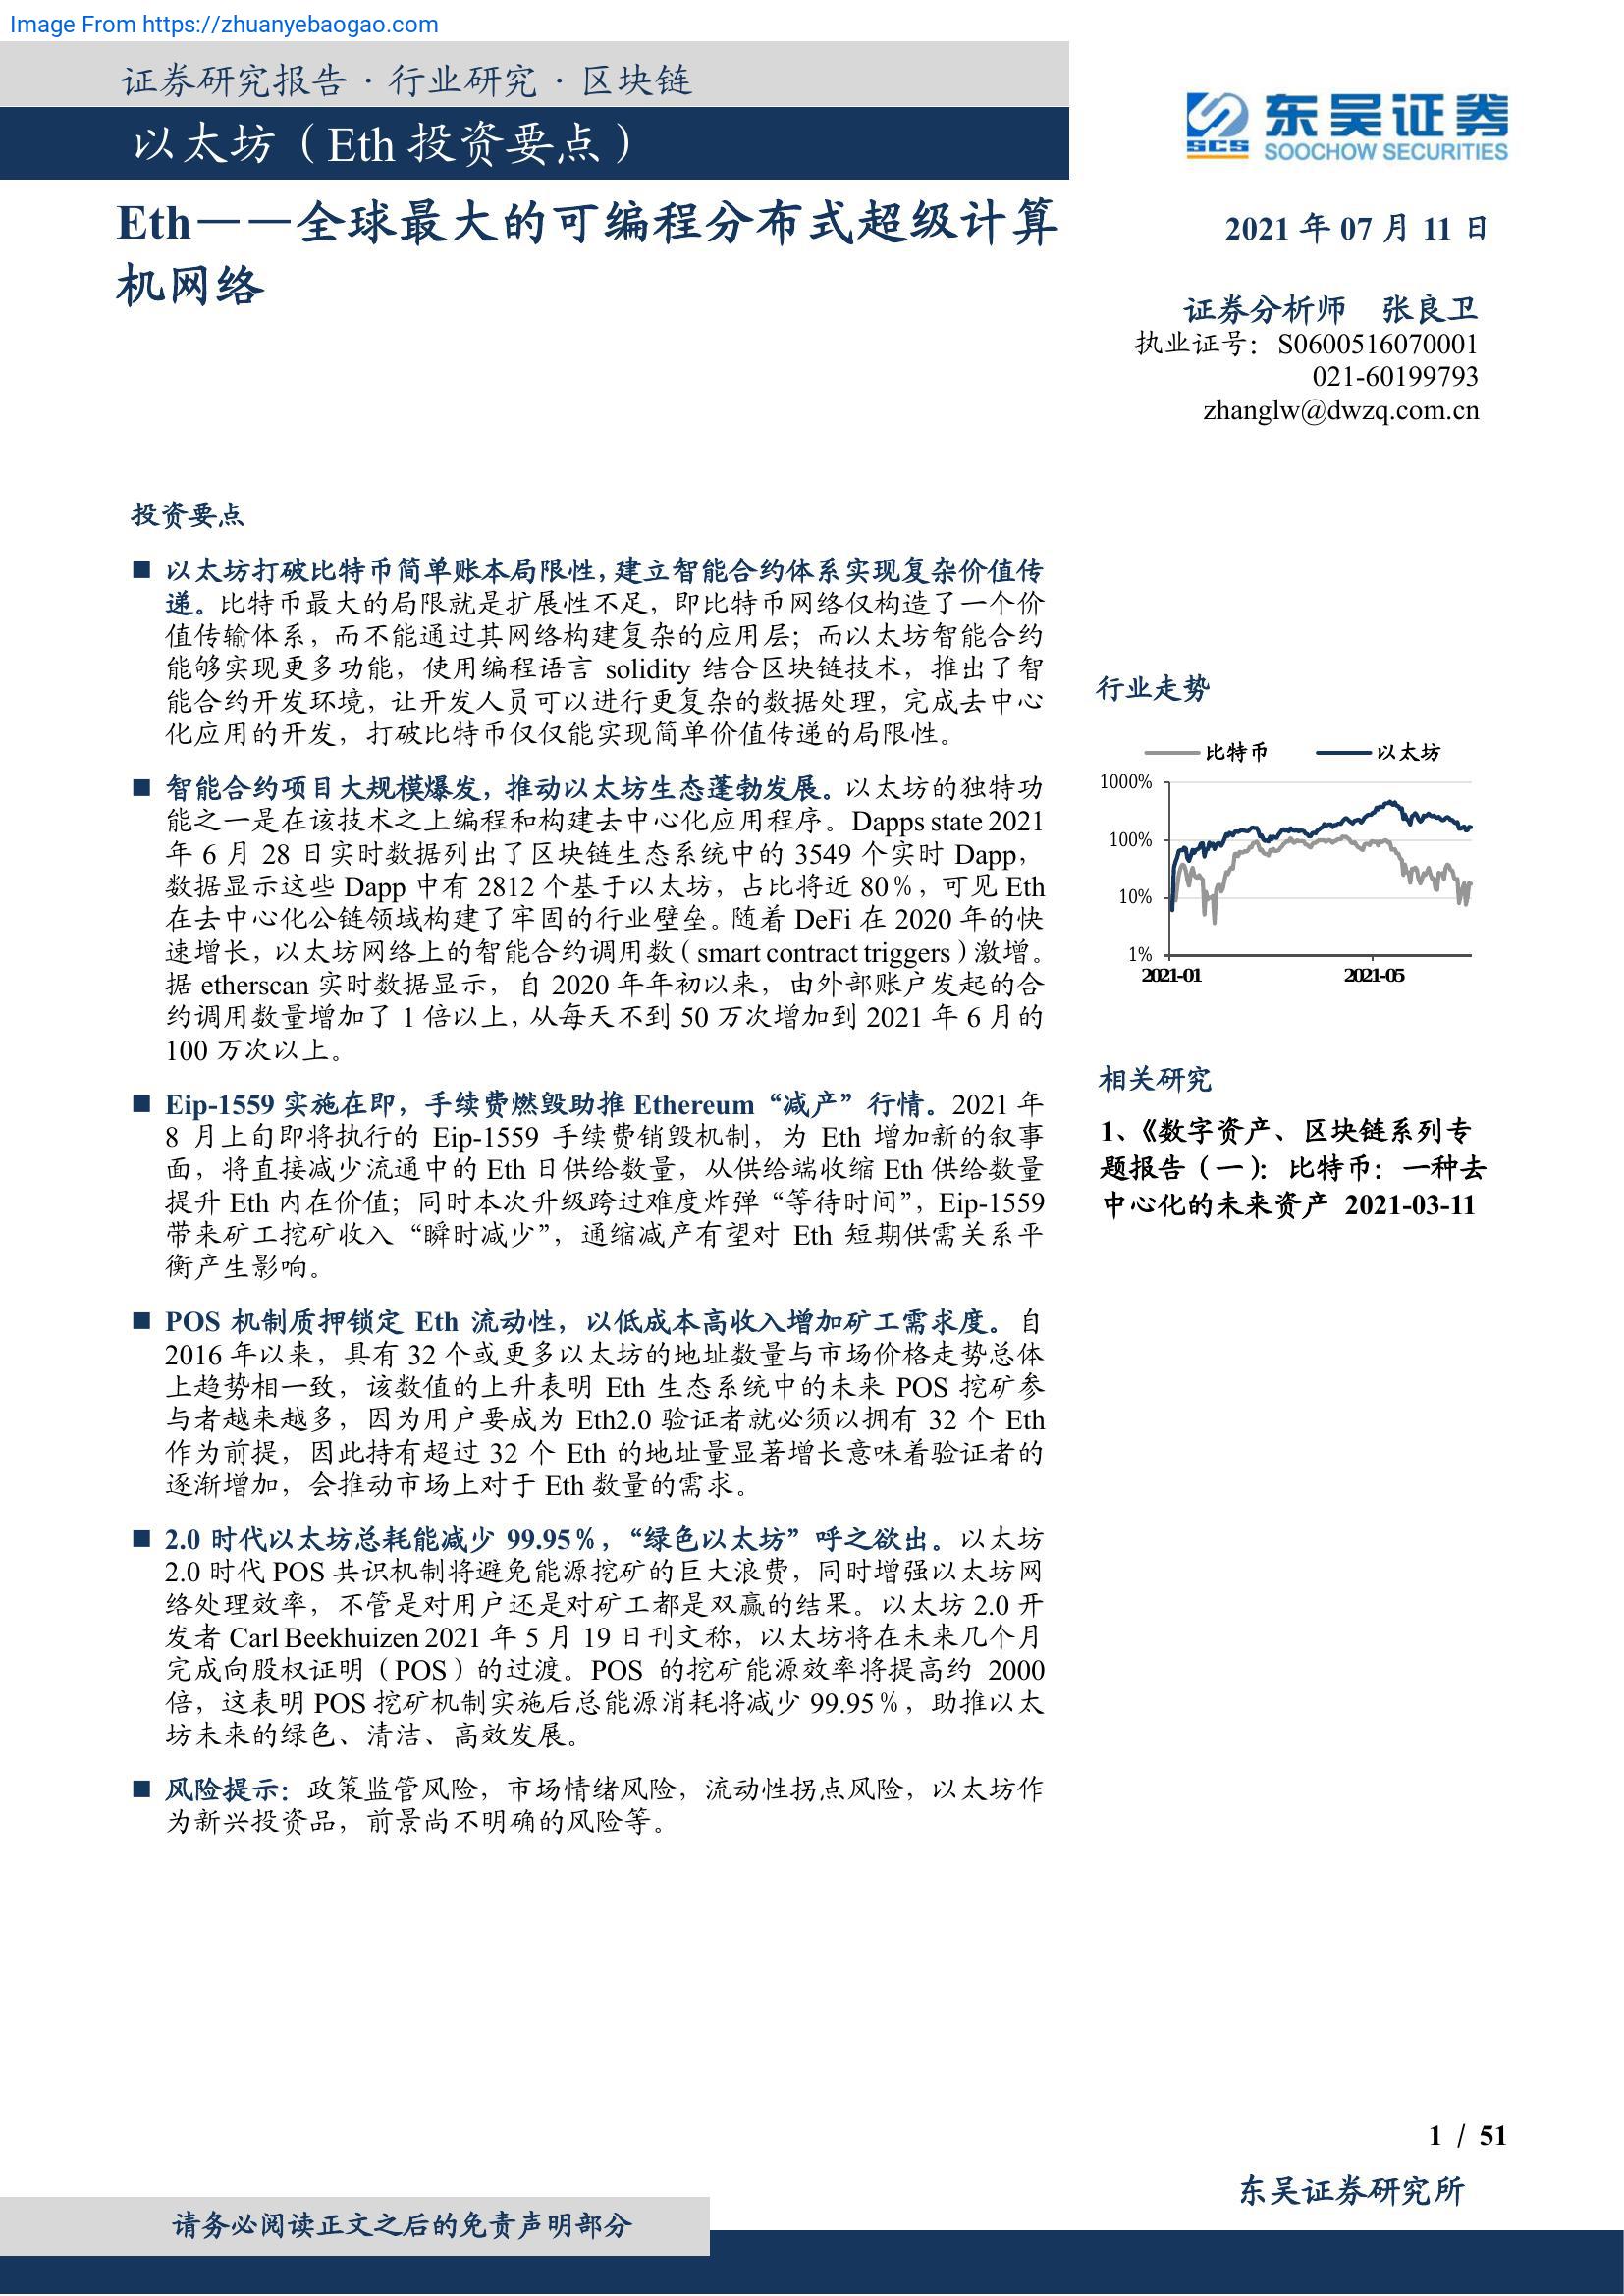 Image From https://zhuanyebaogao.com
证券研究报告·行业研究·区块链
以太坊（Eth 投资要点）
Eth——全球最大的可编程分布式超级计算
机网络
投资要点
■ 以太坊打破比特币简单账本局限性，建立智能合约体系实现复杂价值传
递。比特币最大的局限就是扩展性不足，即比特币网络仅构造了一个价
值传输体系，而不能通过其网络构建复杂的应用层；而以太坊智能合约
能够实现更多功能，使用编程语言 solidity 结合区块链技术，推出了智
能合约开发环境，让开发人员可以进行更复杂的数据处理，完成去中心
化应用的开发，打破比特币仅仅能实现简单价值传递的局限性。
■ 智能合约项目大规模爆发，推动以太坊生态蓬勃发展。以太坊的独特功
能之一是在该技术之上编程和构建去中心化应用程序。Dapps state 2021
年 6 月 28 日实时数据列出了区块链生态系统中的 3549 个实时 Dapp，
数据显示这些 Dapp 中有 2812 个基于以太坊，占比将近 80%，可见 Eth
在去中心化公链领域构建了牢固的行业壁垒。随着 DeFi 在 2020 年的快
速增长，以太坊网络上的智能合约调用数（smart contract triggers）激增。
据 etherscan 实时数据显示，自 2020 年年初以来，由外部账户发起的合
约调用数量增加了 1 倍以上，从每天不到 50 万次增加到 2021 年 6 月的
100 万次以上。
■ Eip-1559 实施在即，手续费燃毁助推 Ethereum“减产”行情。2021 年
8 月上旬即将执行的 Eip-1559 手续费销毁机制，为 Eth 增加新的叙事
面，将直接减少流通中的 Eth 日供给数量，从供给端收缩 Eth 供给数量
提升 Eth 内在价值；同时本次升级跨过难度炸弹“等待时间”，Eip-1559
带来矿工挖矿收入“瞬时减少”，通缩减产有望对 Eth 短期供需关系平
衡产生影响。
■ POS 机制质押锁定 Eth 流动性，以低成本高收入增加矿工需求度。自
2016 年以来，具有 32 个或更多以太坊的地址数量与市场价格走势总体
上趋势相一致，该数值的上升表明 Eth 生态系统中的未来 POS 挖矿参
与者越来越多，因为用户要成为 Eth2.0 验证者就必须以拥有 32 个 Eth
作为前提，因此持有超过 32 个 Eth 的地址量显著增长意味着验证者的
逐渐增加，会推动市场上对于 Eth 数量的需求。
■ 2.0 时代以太坊总耗能减少 99.95%，“绿色以太坊”呼之欲出。以太坊
2.0 时代 POS 共识机制将避免能源挖矿的巨大浪费，同时增强以太坊网
络处理效率，不管是对用户还是对矿工都是双赢的结果。以太坊 2.0 开
发者 Carl Beekhuizen 2021 年 5 月 19 日刊文称，以太坊将在未来几个月
完成向股权证明（POS）的过渡。POS 的挖矿能源效率将提高约 2000
倍，这表明 POS 挖矿机制实施后总能源消耗将减少 99.95%，助推以太
坊未来的绿色、清洁、高效发展。
■ 风险提示：政策监管风险，市场情绪风险，流动性拐点风险，以太坊作
为新兴投资品，前景尚不明确的风险等。
SCS 东吴证券
SOOCHOW SECURITIES
2021 年 07 月 11 日
证券分析师 张良卫
执业证号：S0600516070001
021-60199793
zhanglw@dwzq.com.cn
行业走势
比特币 以太坊
1000%
100%
10%
1%
2021-01 2021-05
相关研究
1、《数字资产、区块链系列专
题报告（一）：比特币：一种去
中心化的未来资产 2021-03-11
1 / 51
东吴证券研究所
请务必阅读正文之后的免责声明部分